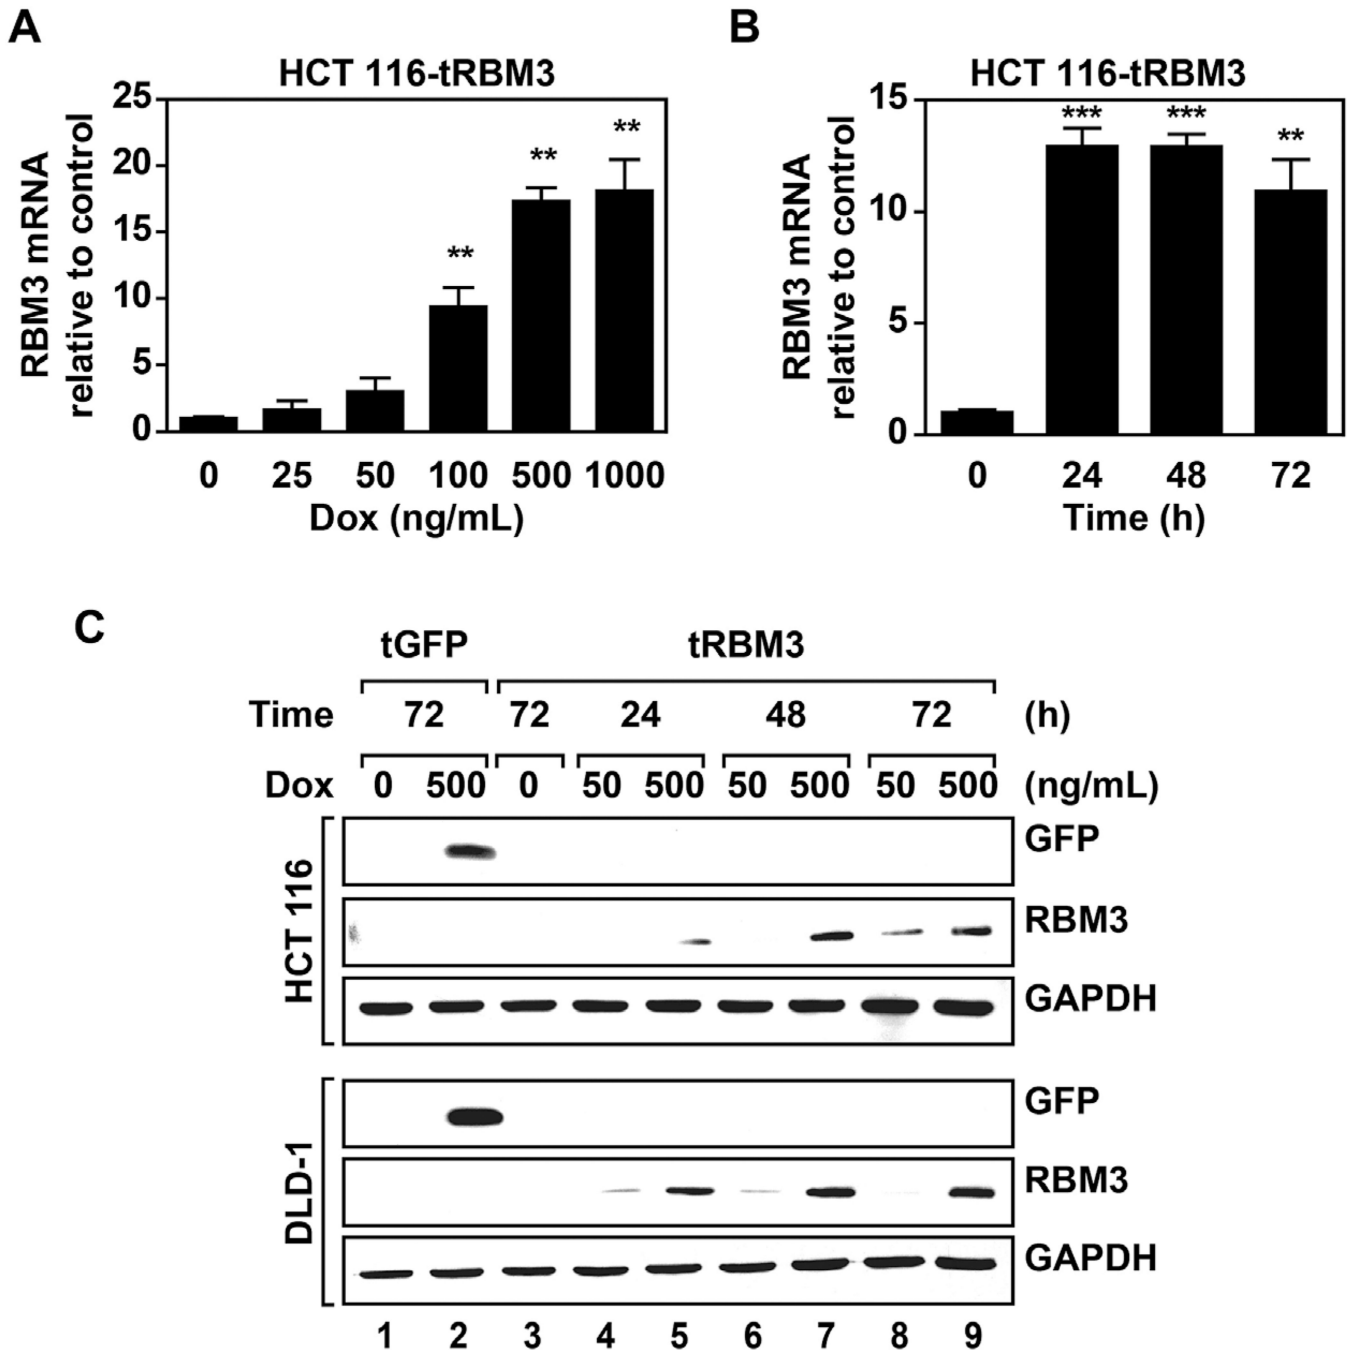 A
HCT 116-tRBM3
RBM3 mRNA
relative to control
25
20
15
10
5
0
** ** **
0 25 50 100 500 1000
Dox (ng/mL)
B
HCT 116-tRBM3
RBM3 mRNA
relative to control
15
10
5
0
*** *** **
0 24 48 72
Time (h)
C
tGFP tRBM3
Time 72 72 24 48 72 (h)
Dox 0 500 0 50 500 50 500 50 500 (ng/mL)
HCT 116
GFP
RBM3
GAPDH
DLD-1
GFP
RBM3
GAPDH
1 2 3 4 5 6 7 8 9